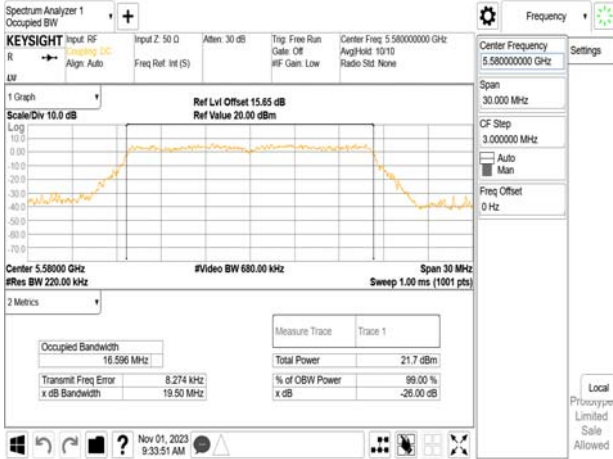 Spectrum Analyzer 1
Occupied BW
KEYSIGHT
R
Input: RF
Coupling: DC
Align: Auto
Input Z: 50 Ω
Freq Ref: Int (S)
Atten: 30 dB
Trig: Free Run
Gate: Off
#IF Gain: Low
Center Freq: 5.580000000 GHz
Avg|Hold: 10/10
Radio Std: None
1 Graph
Scale/Div 10.0 dB
Ref Lvl Offset 15.65 dB
Ref Value 20.00 dBm
Log
10.0
0.00
-10.0
-20.0
-30.0
-40.0
-50.0
-60.0
-70.0
Center 5.58000 GHz
#Res BW 220.00 kHz
#Video BW 680.00 kHz
Span 30 MHz
Sweep 1.00 ms (1001 pts)
2 Metrics
Measure Trace
Trace 1
Occupied Bandwidth
16.596 MHz
Total Power
21.7 dBm
Transmit Freq Error
8.274 kHz
% of OBW Power
99.00 %
x dB Bandwidth
19.50 MHz
x dB
-26.00 dB
Nov 01, 2023
9:33:51 AM
Frequency
Center Frequency
5.580000000 GHz
Span
30.000 MHz
CF Step
3.000000 MHz
Auto
Man
Freq Offset
0 Hz
Settings
Local
Prototype
Limited
Sale
Allowed